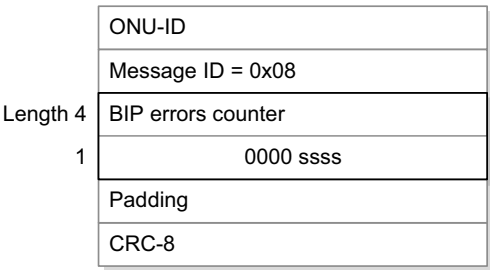 ONU-ID
Message ID = 0x08
Length 4 BIP errors counter
1 0000 ssss
Padding
CRC-8